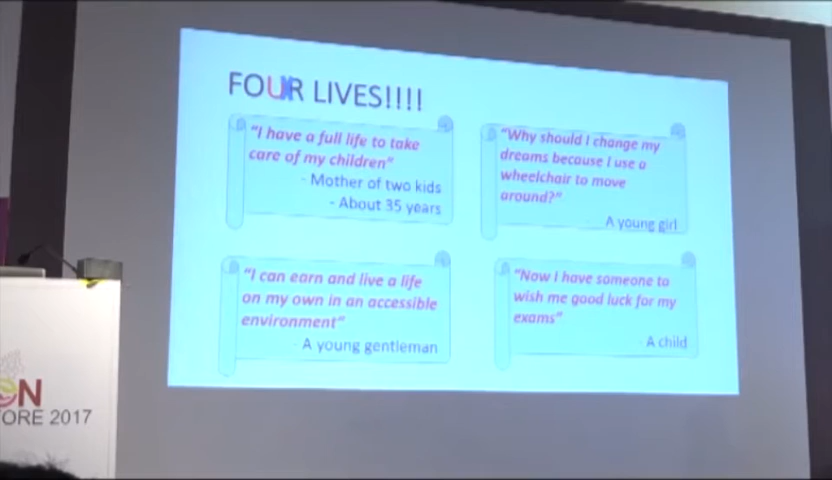 FOUR LIVES!!!!
"I have a full life to take
care of my children"
- Mother of two kids
- About 35 years
"Why should I change my
dreams because I use a
wheelchair to move
around?"
A young girl
"I can earn and live a life
on my own in an accessible
environment"
- A young gentleman
"Now I have someone to
wish me good luck for my
exams"
- A child
ON
ORE 2017